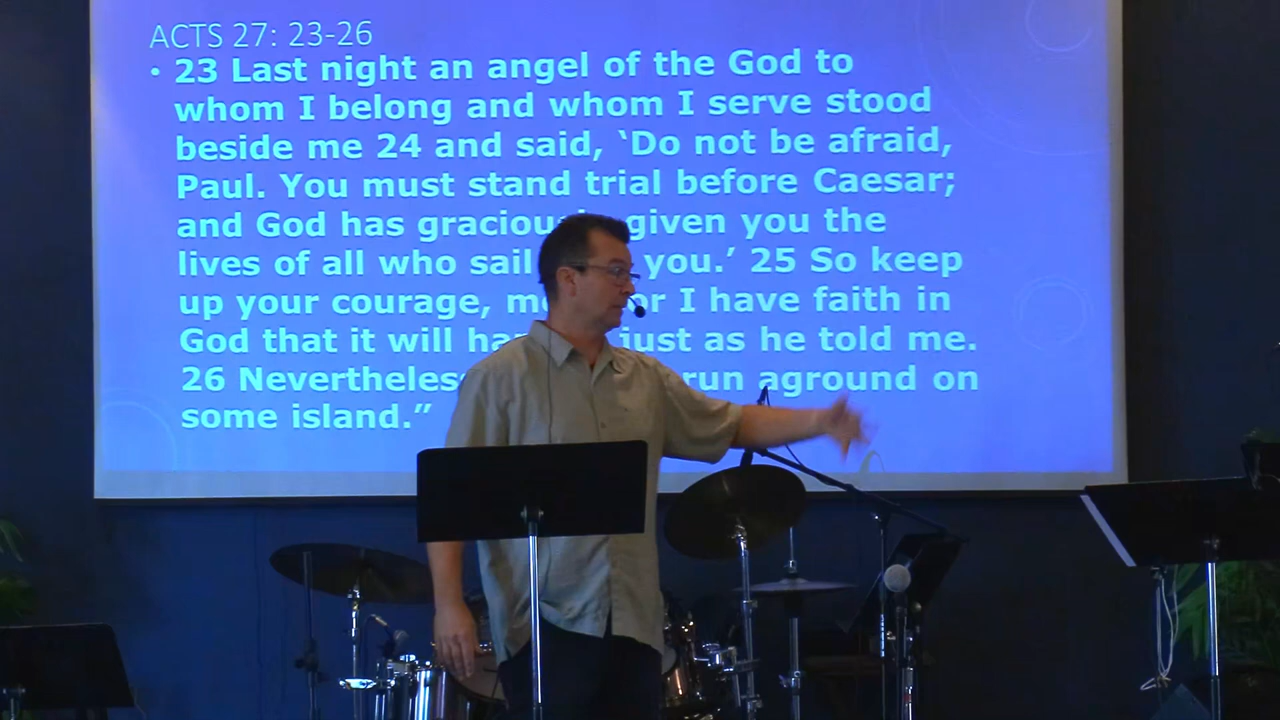 ACTS 27: 23-26
• 23 Last night an angel of the God to
whom I belong and whom I serve stood
beside me 24 and said, ‘Do not be afraid,
Paul. You must stand trial before Caesar;
and God has given you the
lives of all who sail you.’ 25 So keep
up your courage, I have faith in
God that it will just as he told me.
26 run aground on
some island.”